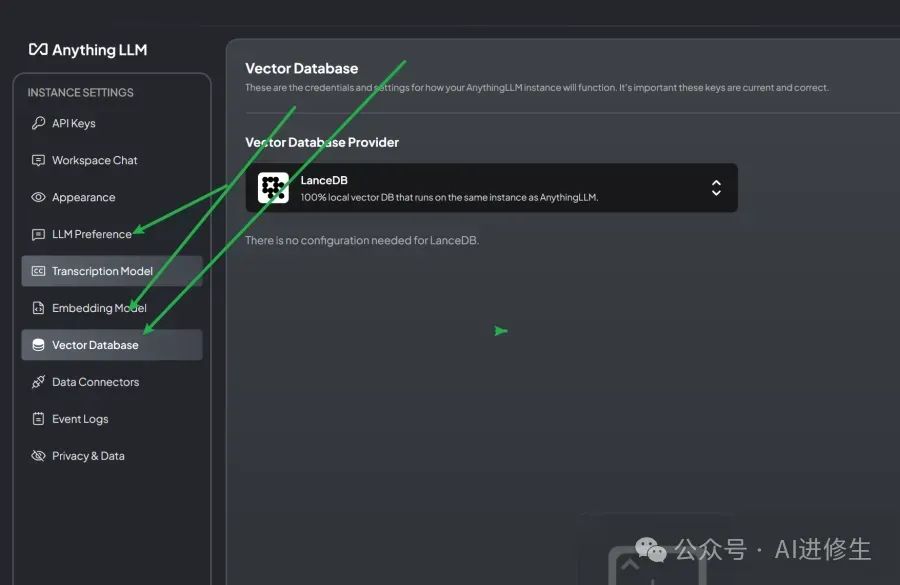 Anything LLM
INSTANCE SETTINGS
API Keys
Workspace Chat
Appearance
LLM Preference
Transcription Model
Embedding Model
Vector Database
Data Connectors
Event Logs
Privacy & Data
Vector Database
These are the credentials and settings for how your AnythingLLM instance will function. It's important these keys are current and correct.
Vector Database Provider
LanceDB
100% local vector DB that runs on the same instance as AnythingLLM.
There is no configuration needed for LanceDB.
公众号 · AI进修生